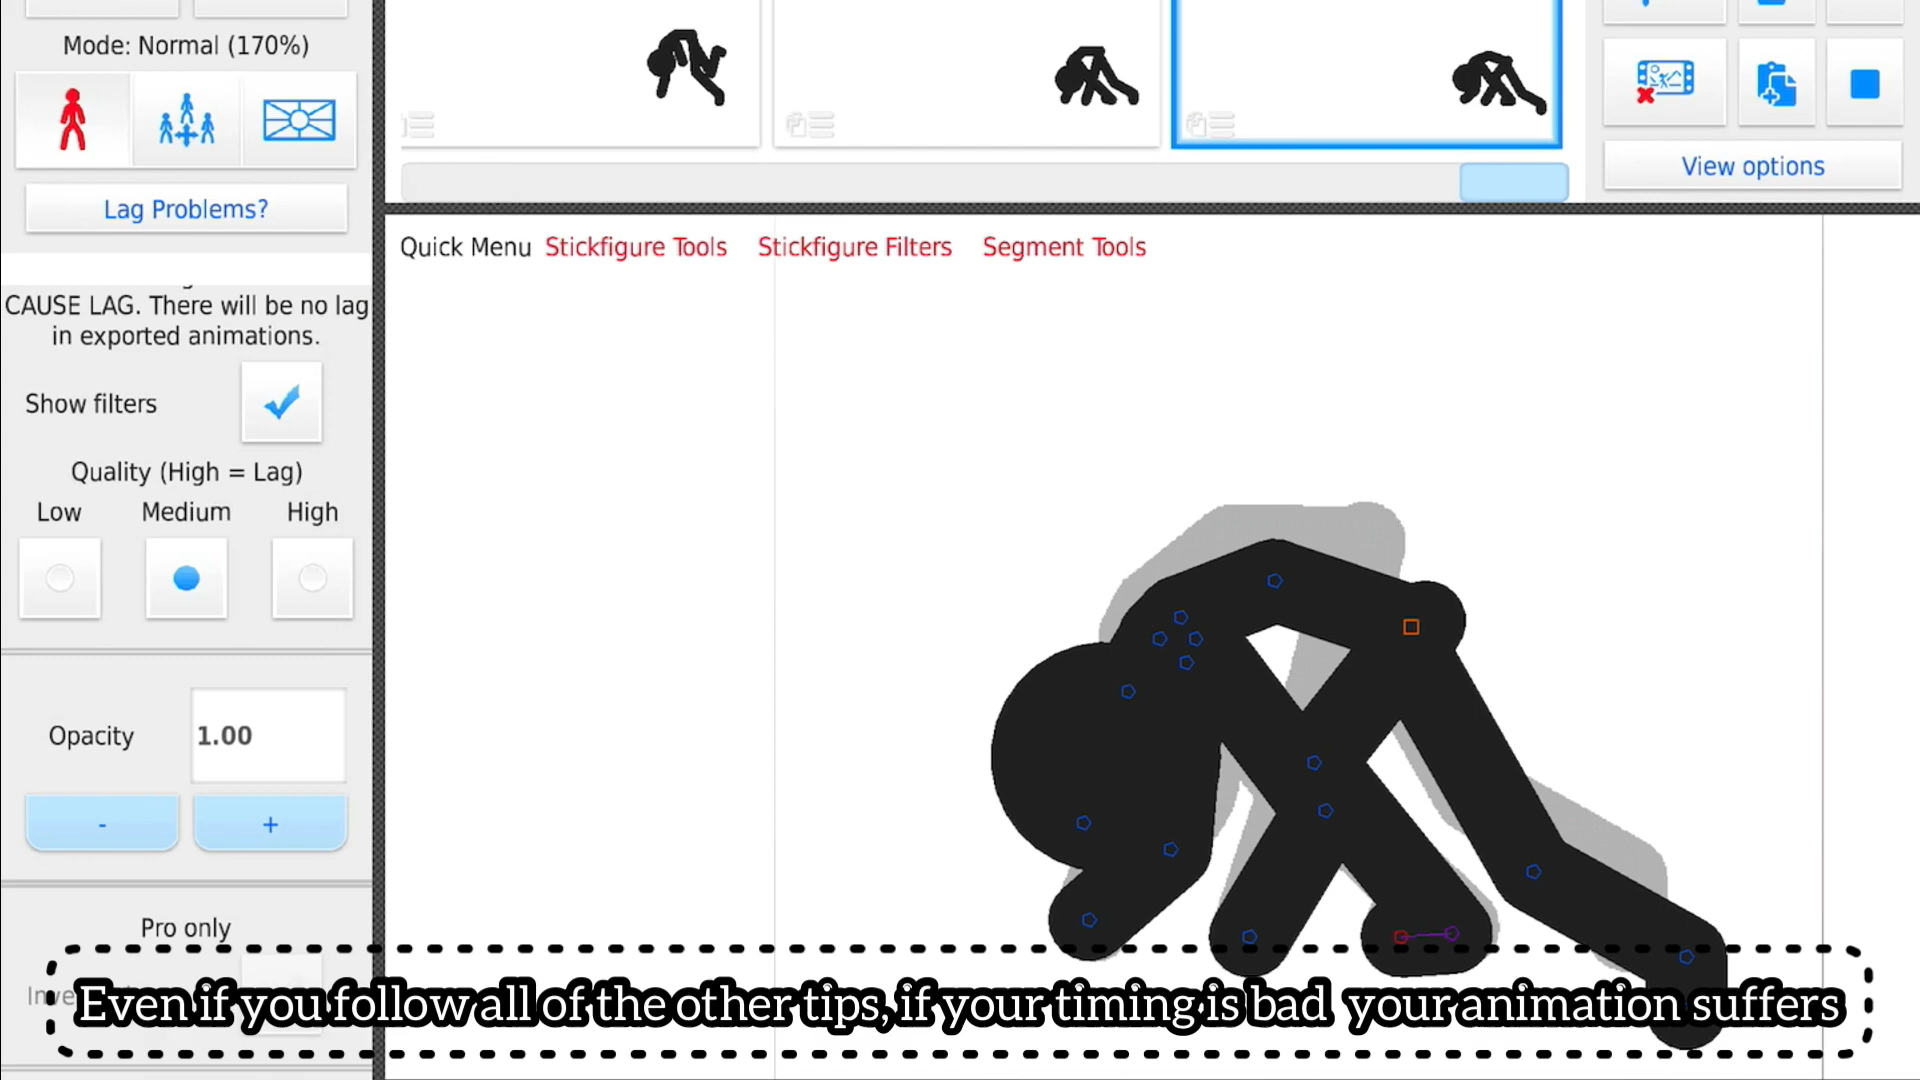 Mode: Normal (170%)
Lag Problems?
CAUSE LAG. There will be no lag
in exported animations.
Show filters
Quality (High = Lag)
Low Medium High
Opacity 1.00
- +
Pro only
View options
Quick Menu Stickfigure Tools Stickfigure Filters Segment Tools
Even if you follow all of the other tips, if your timing is bad your animation suffers